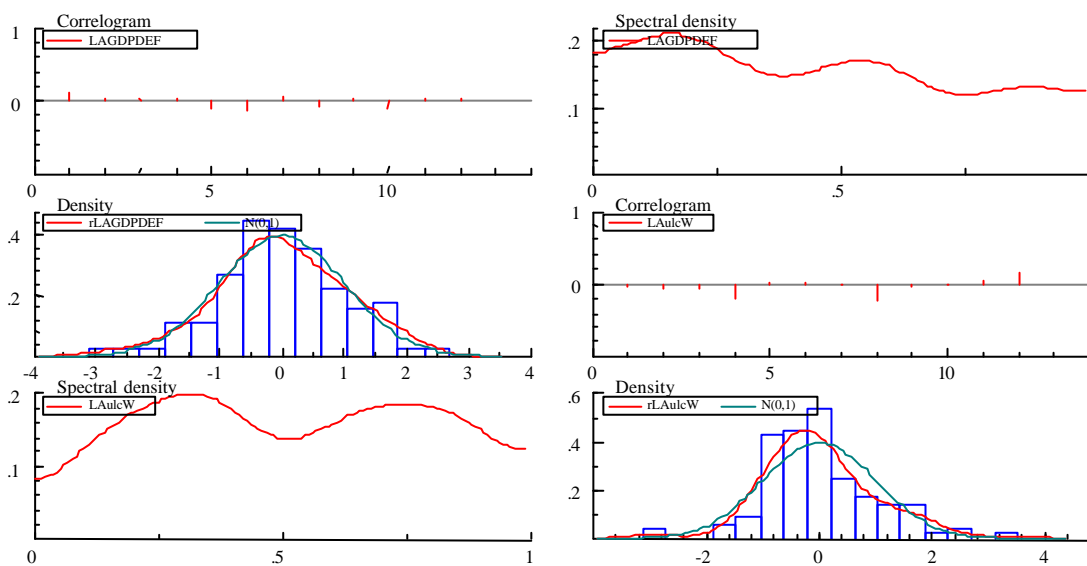 Correlogram
1
LAGDPDEF
0
0 5 10
Spectral density
.2
LAGDPDEF
.1
0 .5 1
Density
rLAGDPDEF N(0,1)
.4
.2
-4 -3 -2 -1 0 1 2 3 4
Correlogram
1
LAulcW
0
0 5 10
Spectral density
.2
LAulcW
.1
0 .5 1
Density
.6
rLAulcW N(0,1)
.4
.2
-2 0 2 4